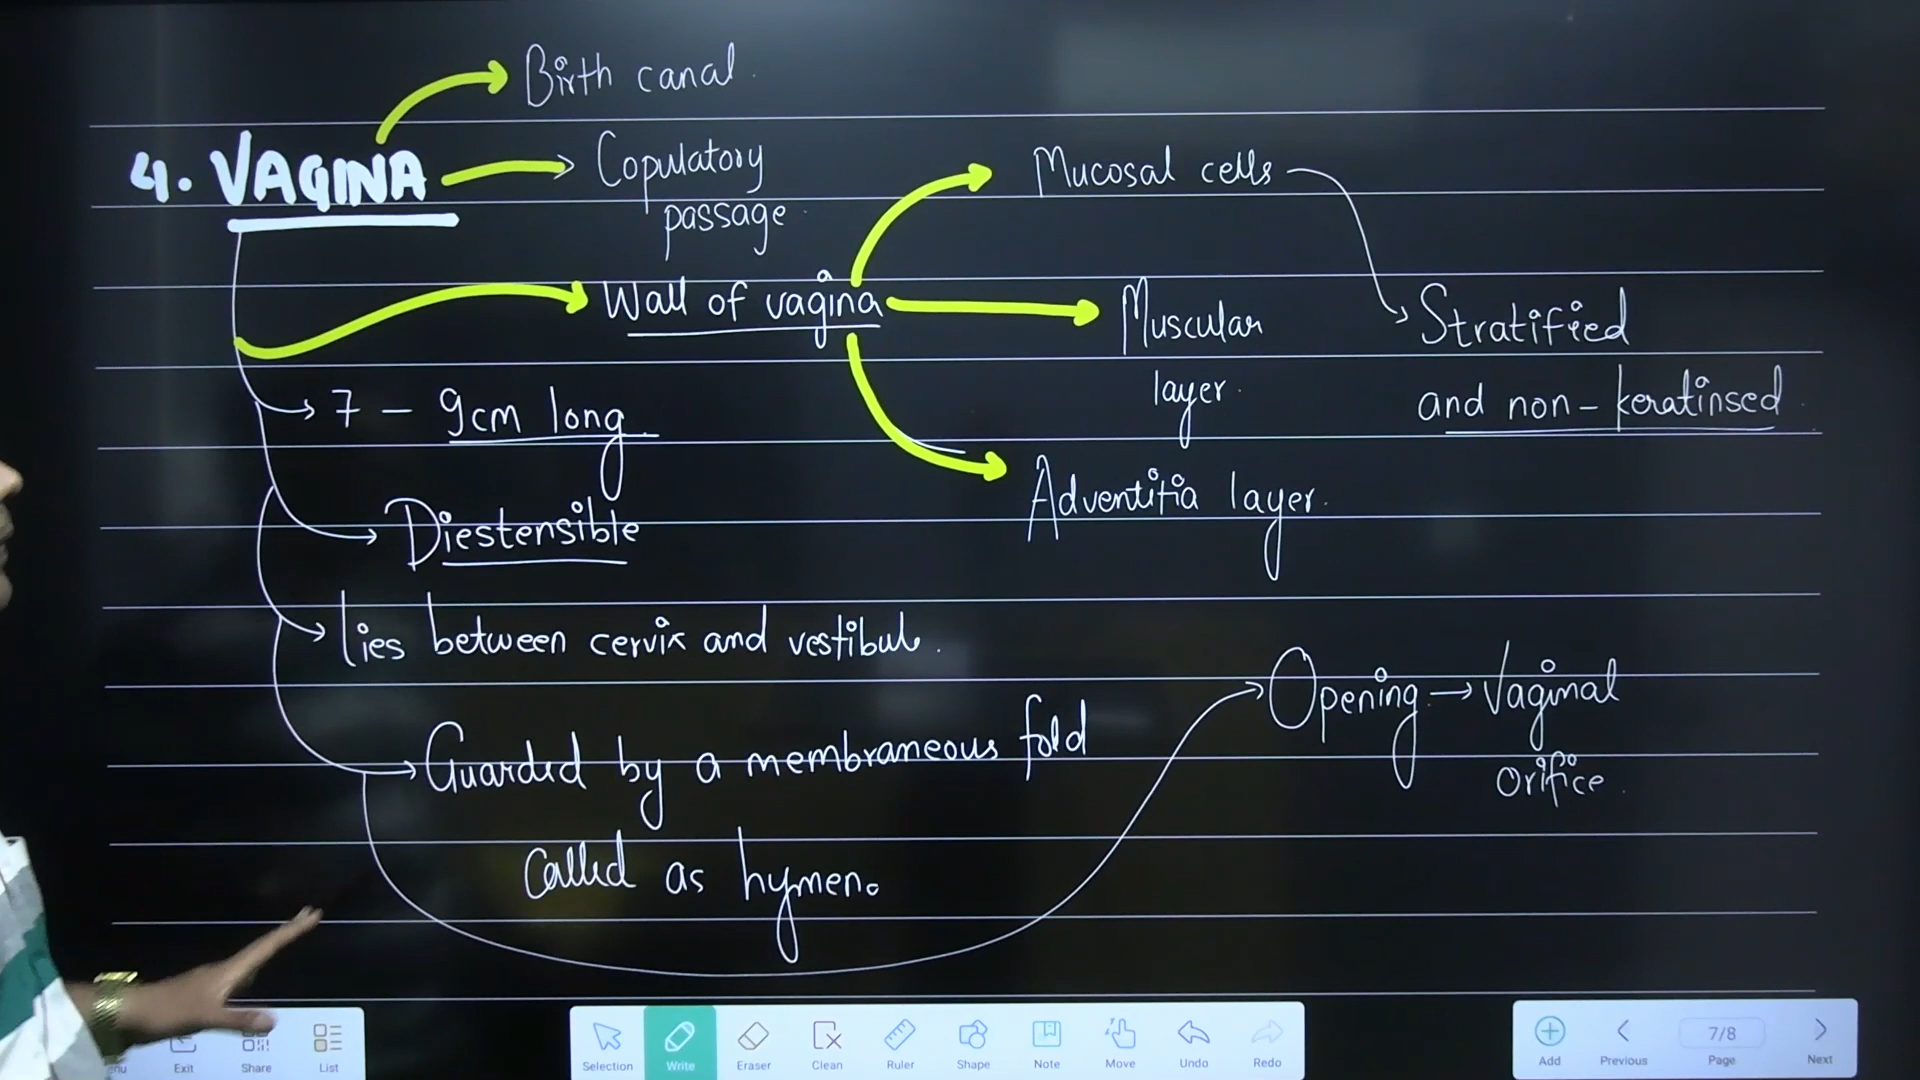 Birth canal.
4. VAGINA
Copulatory
passage.
Mucosal cells
Wall of vagina
Muscular
layer.
Stratified
and non-keratinsed
7 - 9cm long.
Adventitia layer.
Diestensible
lies between cervix and vestibule.
Opening → Vaginal
Orifice.
Guarded by a membraneous fold
Called as hymen.
Exit
Share
List
Selection
Write
Eraser
Clean
Ruler
Shape
Note
Move
Undo
Redo
Add
Previous
7/8
Page
Next